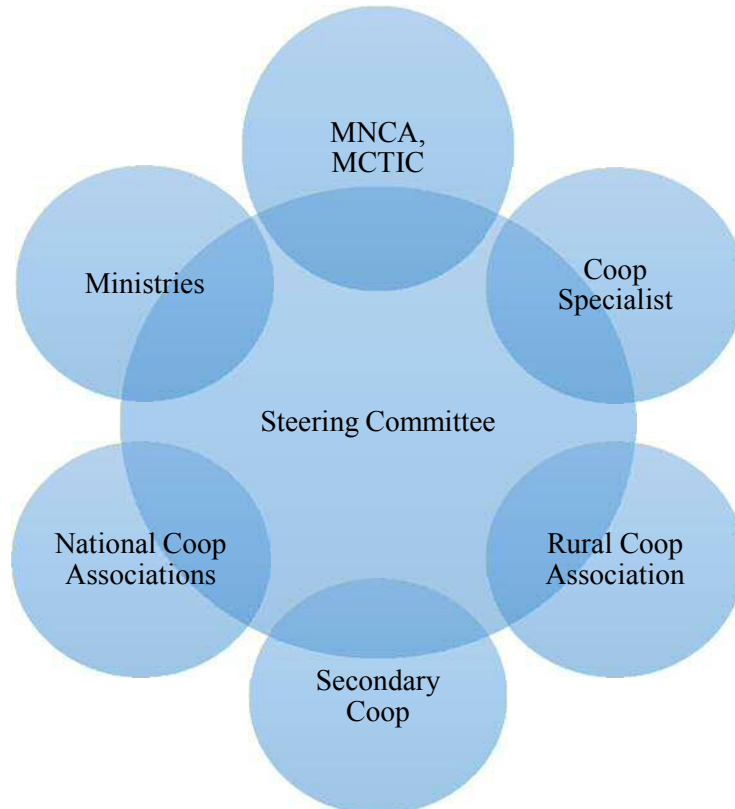 MNCA,
MCTIC
Ministries
Coop
Specialist
Steering Committee
National Coop
Associations
Rural Coop
Association
Secondary
Coop